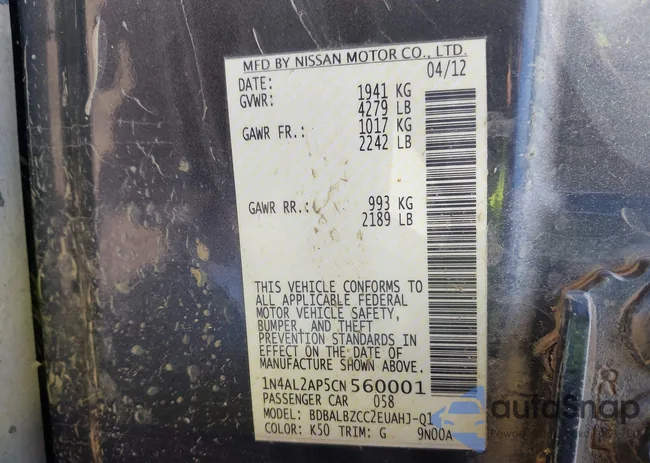 MFD BY NISSAN MOTOR CO., LTD.
DATE: 04/12
GVWR: 1941 KG
4279 LB
GAWR FR.: 1017 KG
2242 LB
GAWR RR.: 993 KG
2189 LB
THIS VEHICLE CONFORMS TO
ALL APPLICABLE FEDERAL
MOTOR VEHICLE SAFETY,
BUMPER, AND THEFT
PREVENTION STANDARDS IN
EFFECT ON THE DATE OF
MANUFACTURE SHOWN ABOVE.
1N4AL2AP5CN560001
PASSENGER CAR 058
MODEL: BDBALBZCC2EUAHJ-Q1
COLOR: K50 TRIM: G 9N00A
autoSnap